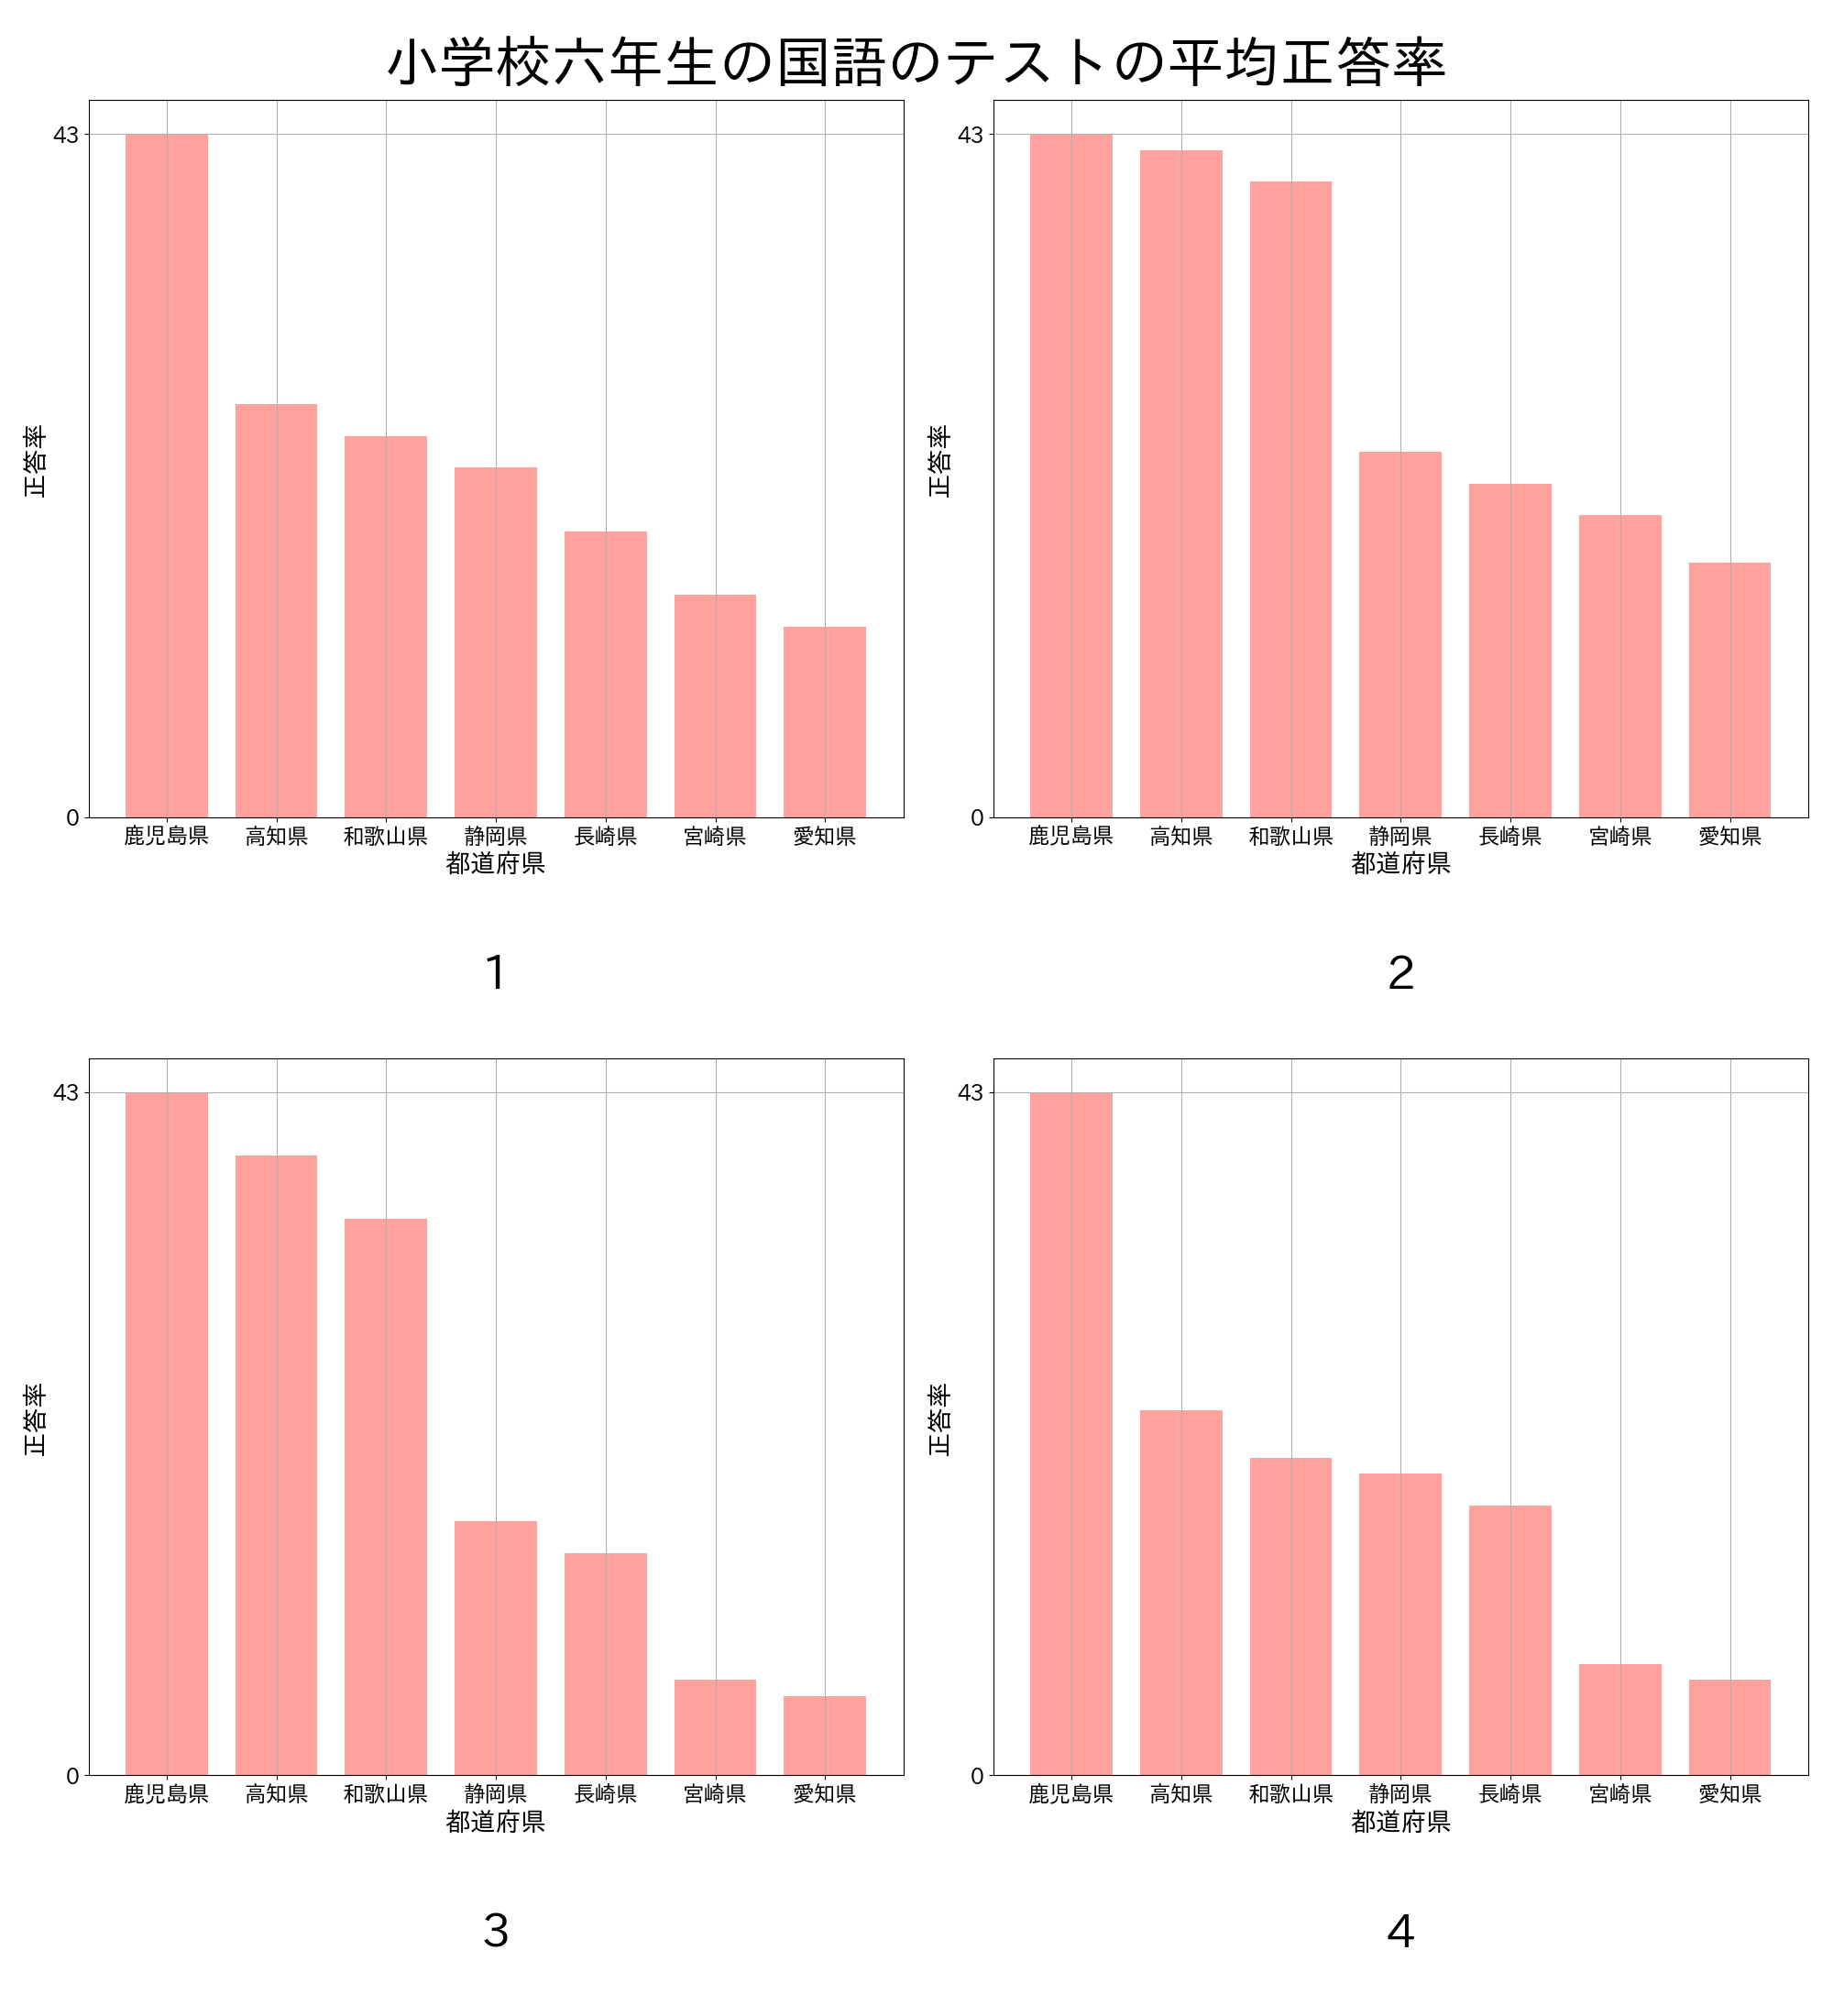 小学校六年生の国語のテストの平均正答率
43
正答率
0
鹿児島県 高知県 和歌山県 静岡県 長崎県 宮崎県 愛知県
都道府県
1
43
正答率
0
鹿児島県 高知県 和歌山県 静岡県 長崎県 宮崎県 愛知県
都道府県
2
43
正答率
0
鹿児島県 高知県 和歌山県 静岡県 長崎県 宮崎県 愛知県
都道府県
3
43
正答率
0
鹿児島県 高知県 和歌山県 静岡県 長崎県 宮崎県 愛知県
都道府県
4